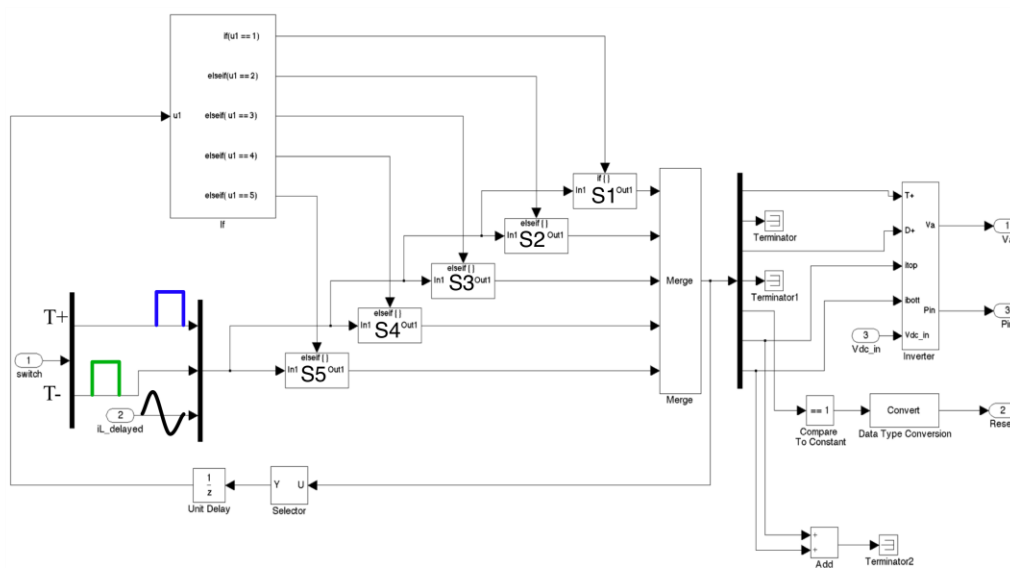 if(u1 == 1)
elseif(u1 == 2)
u1
elseif( u1 == 3)
elseif( u1 == 4)
elseif( u1 == 5)
If
if { }
In1 S1 Out1
elseif { }
In1 S2 Out1
elseif { }
In1 S3 Out1
elseif { }
In1 S4 Out1
elseif { }
In1 S5 Out1
Merge
Merge
T+
1
switch
T-
2
iL_delayed
1
z
Unit Delay
Y U
Selector
Terminator
Terminator1
T+
D+
itop
ibott
Vdc_in
Va
Pin
Inverter
3
Vdc_in
1
3
Pin
== 1
Compare
To Constant
Convert
Data Type Conversion
2
Rese
+
+
Add
Terminator2